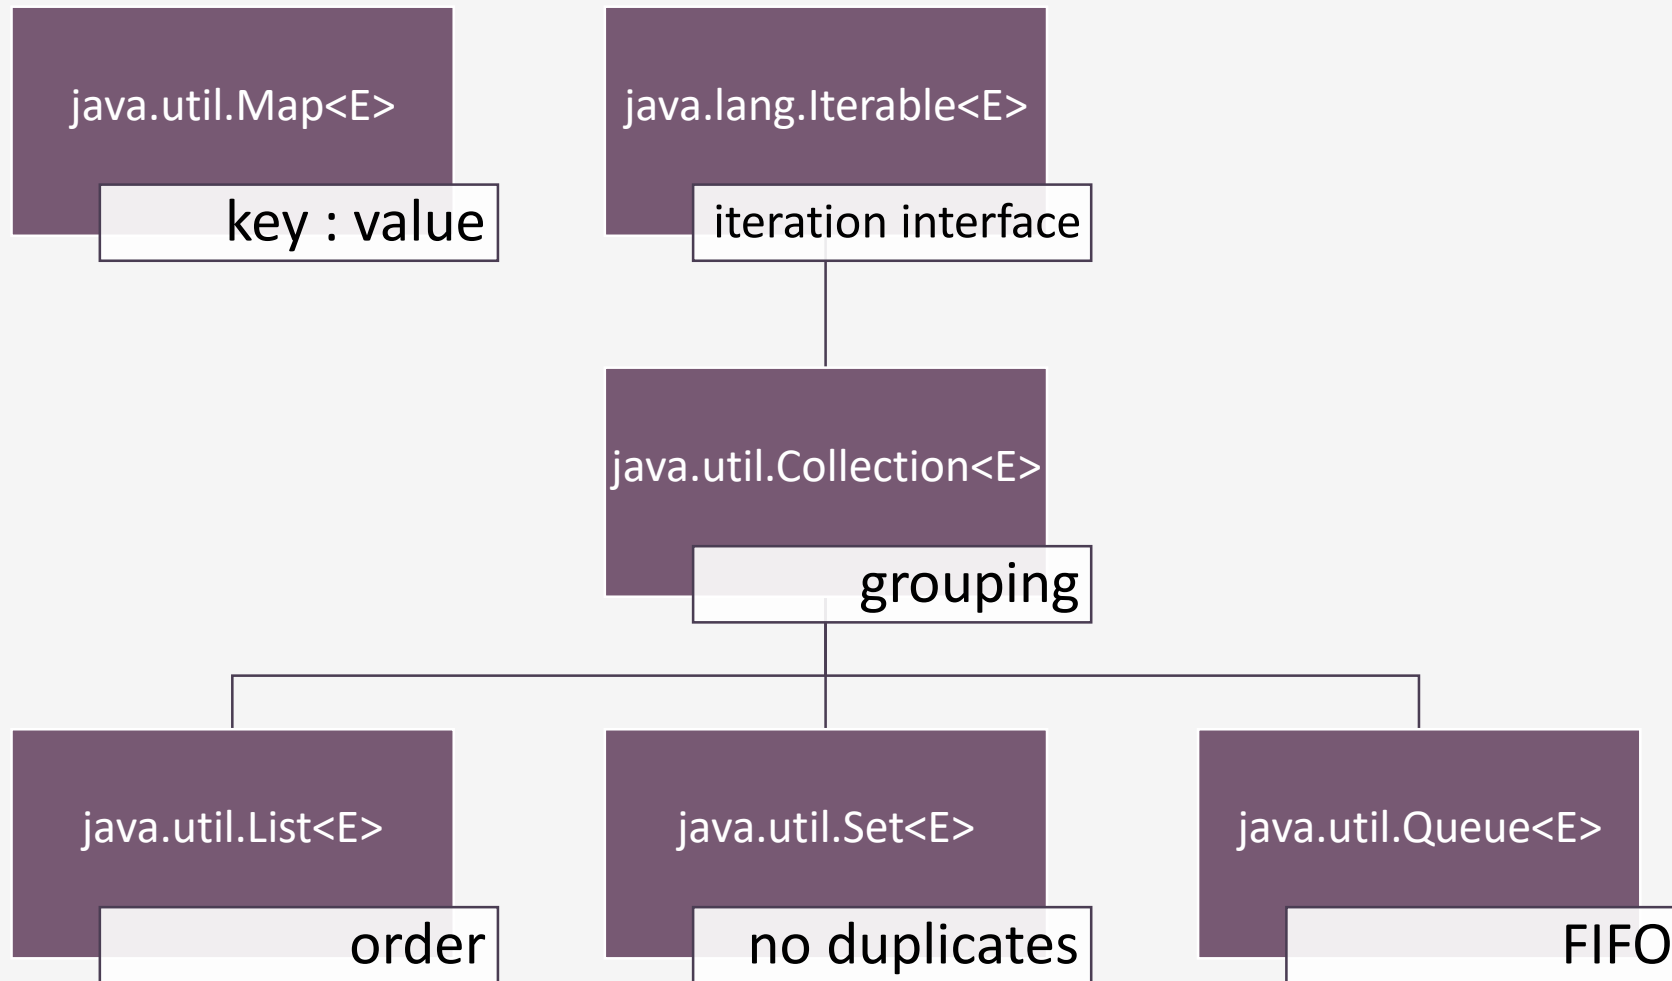 java.util.Map<E>
key : value
java.lang.Iterable<E>
iteration interface
java.util.Collection<E>
grouping
java.util.List<E>
order
java.util.Set<E>
no duplicates
java.util.Queue<E>
FIFO